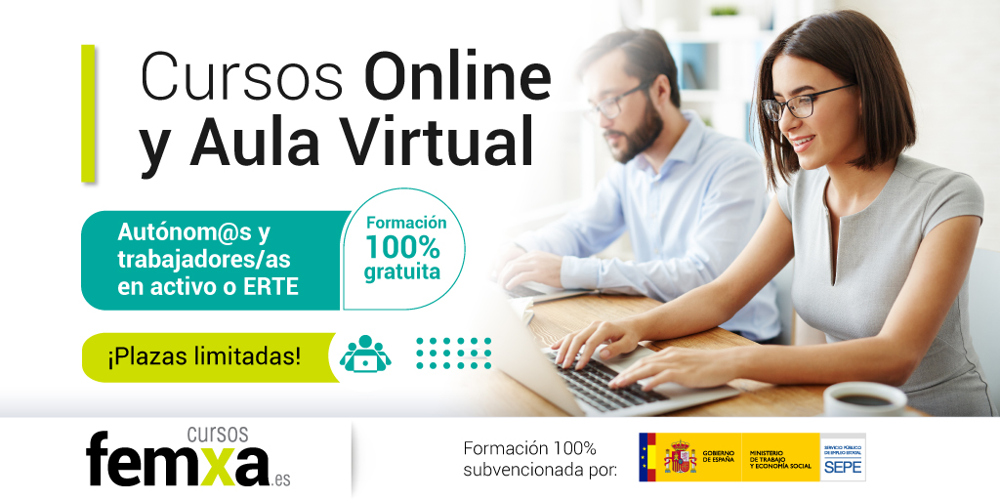 Cursos Online
y Aula Virtual
Autónom@s y
trabajadores/as
en activo o ERTE
Formación
100%
gratuita
¡Plazas limitadas!
cursos
femxa.es
Formación 100%
subvencionada por:
GOBIERNO
DE ESPAÑA
MINISTERIO
DE TRABAJO
Y ECONOMÍA SOCIAL
SERVICIO PÚBLICO
DE EMPLEO ESTATAL
SEPE